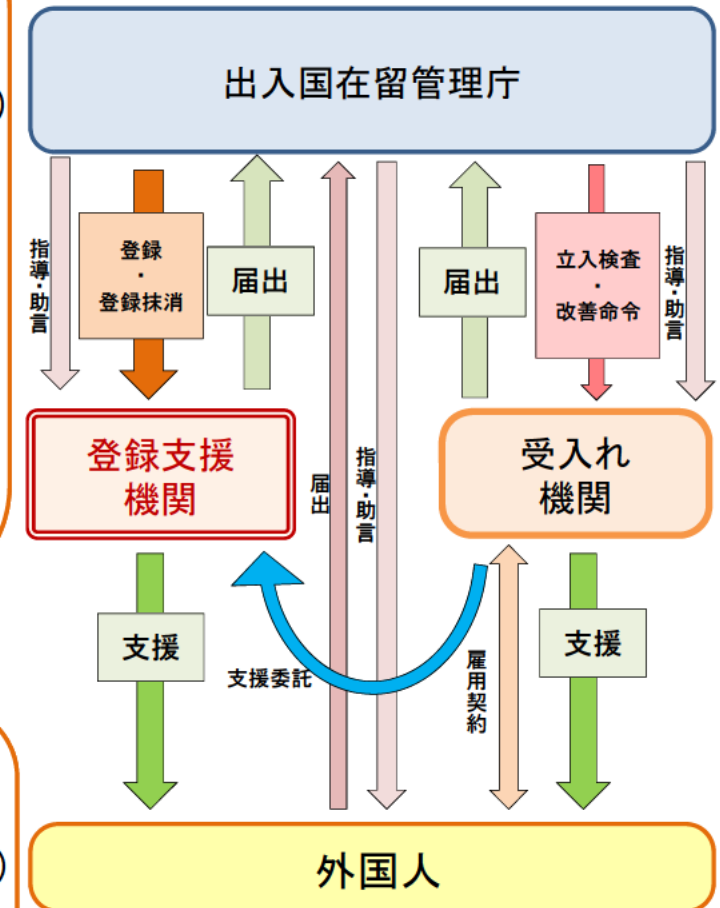 出入国在留管理庁
指導・助言
登録
・
登録抹消
届出
届出
立入検査
・
改善命令
指導・助言
登録支援
機関
届出
指導・助言
受入れ
機関
支援
支援委託
雇用契約
支援
外国人